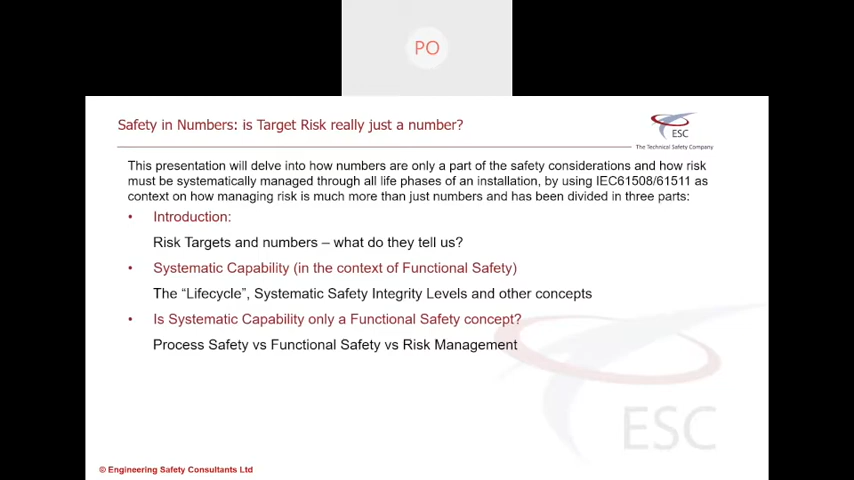 PO
Safety in Numbers: is Target Risk really just a number?
ESC
The Technical Safety Company
This presentation will delve into how numbers are only a part of the safety considerations and how risk
must be systematically managed through all life phases of an installation, by using IEC61508/61511 as
context on how managing risk is much more than just numbers and has been divided in three parts:
• Introduction:
Risk Targets and numbers – what do they tell us?
• Systematic Capability (in the context of Functional Safety)
The “Lifecycle”, Systematic Safety Integrity Levels and other concepts
• Is Systematic Capability only a Functional Safety concept?
Process Safety vs Functional Safety vs Risk Management
ESC
© Engineering Safety Consultants Ltd